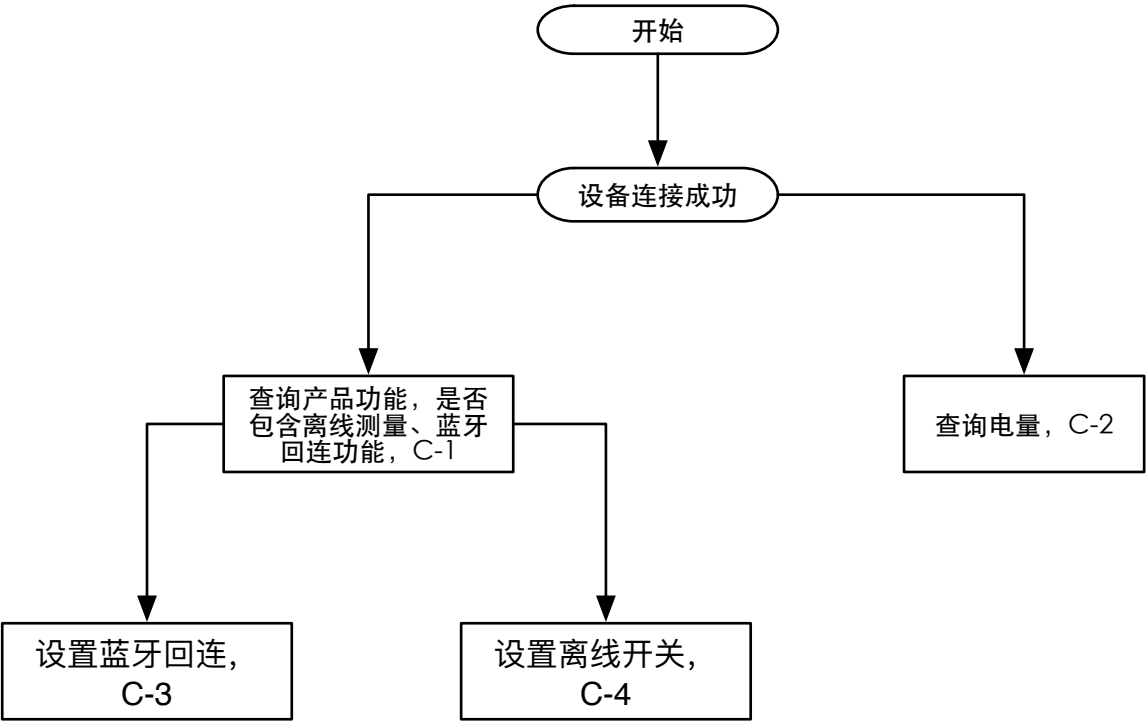 开始
设备连接成功
查询产品功能，是否
包含离线测量、蓝牙
回连功能，C-1
查询电量，C-2
设置蓝牙回连，
C-3
设置离线开关，
C-4